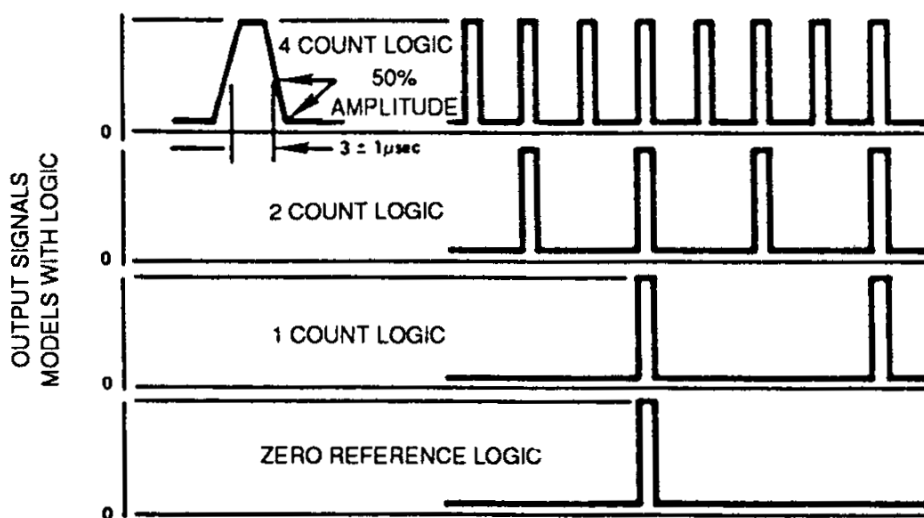 OUTPUT SIGNALS
MODELS WITH LOGIC
4 COUNT LOGIC
50%
AMPLITUDE
0
3 ± 1µsec
2 COUNT LOGIC
0
1 COUNT LOGIC
0
ZERO REFERENCE LOGIC
0